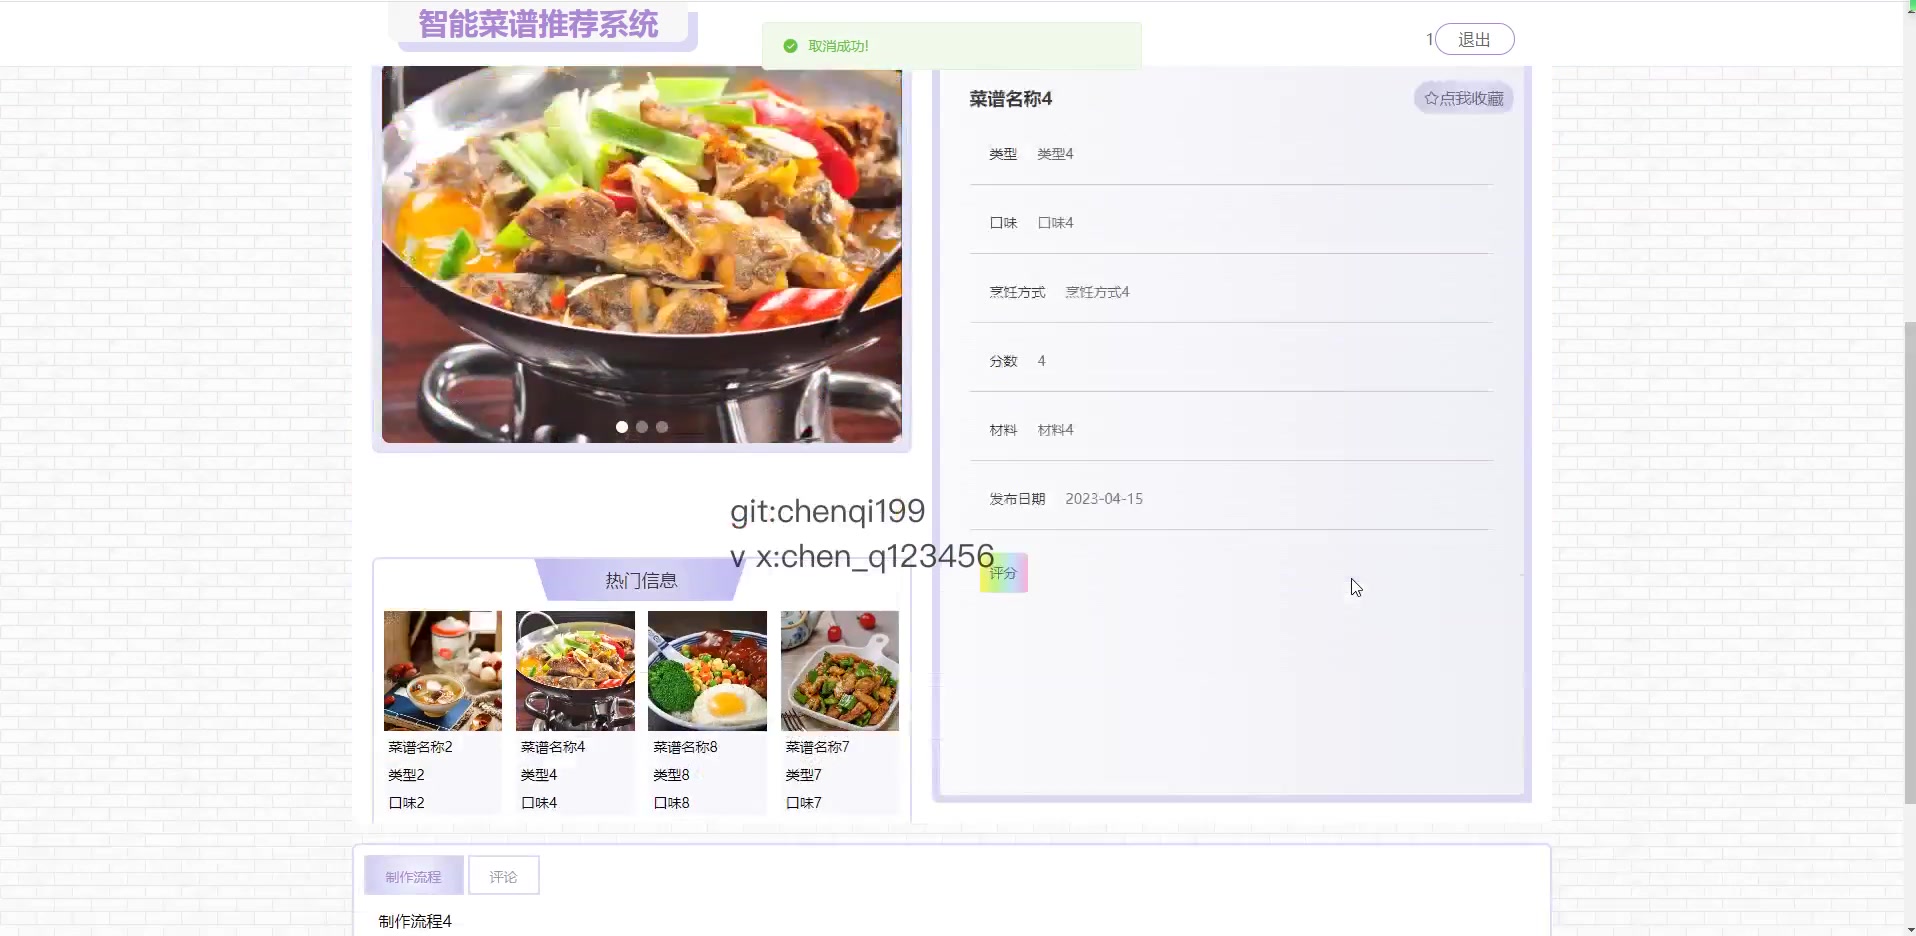 智能菜谱推荐系统
取消成功!
1 退出
菜谱名称4
☆点我收藏
类型 类型4
口味 口味4
烹饪方式 烹饪方式4
分数 4
材料 材料4
发布日期 2023-04-15
评分
git:chenqi199
v x:chen_q123456
热门信息
菜谱名称2
类型2
口味2
菜谱名称4
类型4
口味4
菜谱名称8
类型8
口味8
菜谱名称7
类型7
口味7
制作流程 评论
制作流程4